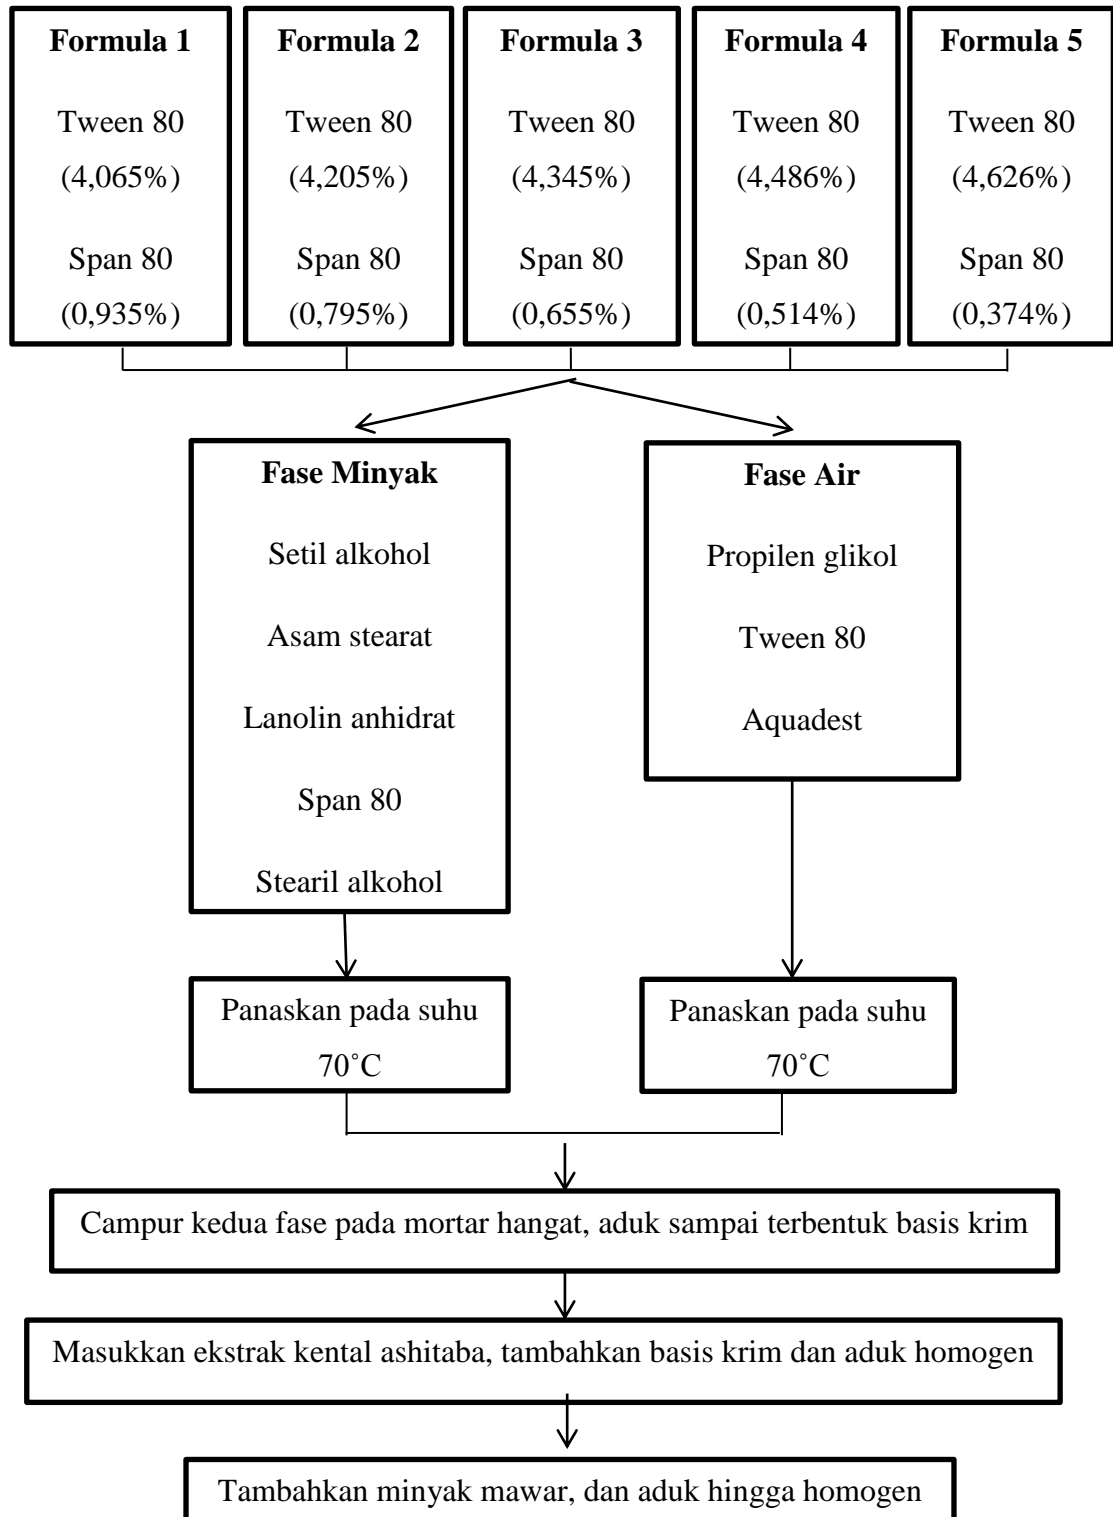 Formula 1
Tween 80
(4,065%)
Span 80
(0,935%)
Formula 2
Tween 80
(4,205%)
Span 80
(0,795%)
Formula 3
Tween 80
(4,345%)
Span 80
(0,655%)
Formula 4
Tween 80
(4,486%)
Span 80
(0,514%)
Formula 5
Tween 80
(4,626%)
Span 80
(0,374%)
Fase Minyak
Setil alkohol
Asam stearat
Lanolin anhidrat
Span 80
Stearil alkohol
Fase Air
Propilen glikol
Tween 80
Aquadest
Panaskan pada suhu
70˚C
Panaskan pada suhu
70˚C
Campur kedua fase pada mortar hangat, aduk sampai terbentuk basis krim
Masukkan ekstrak kental ashitaba, tambahkan basis krim dan aduk homogen
Tambahkan minyak mawar, dan aduk hingga homogen